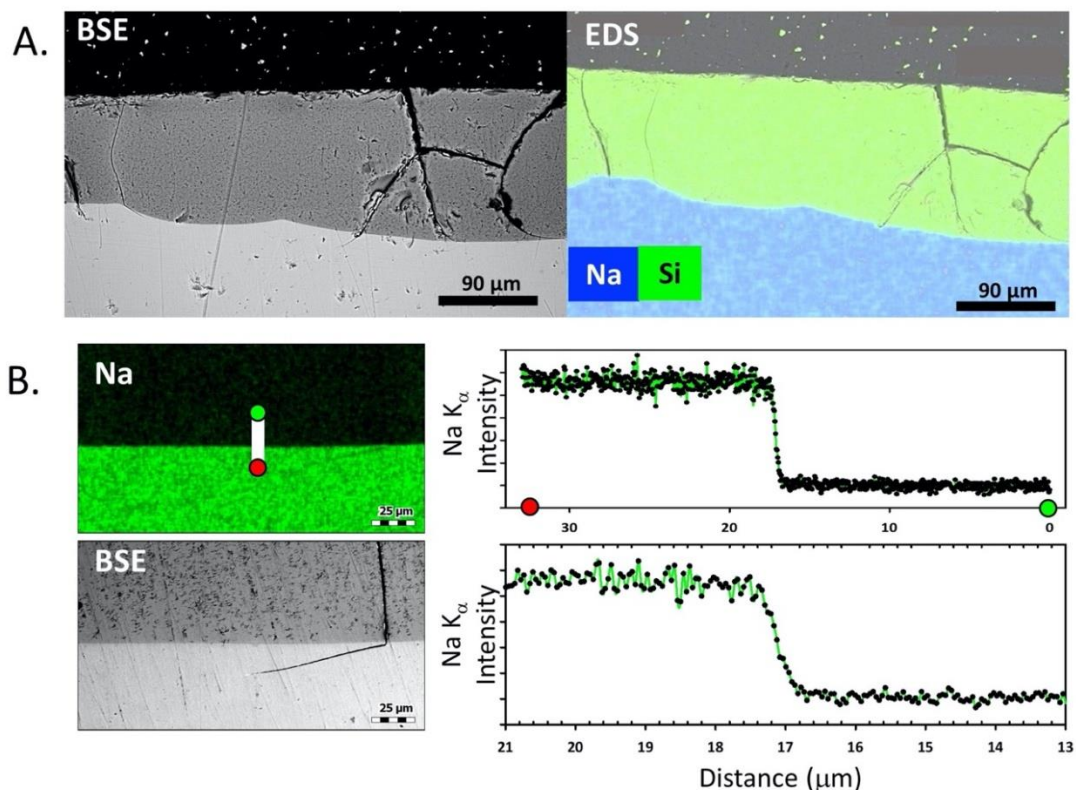 A.
BSE
EDS
Na
Si
90 µm
90 µm
B.
Na
25 µm
BSE
25 µm
Na Kα
Intensity
30
20
10
0
Na Kα
Intensity
21
20
19
18
17
16
15
14
13
Distance (µm)